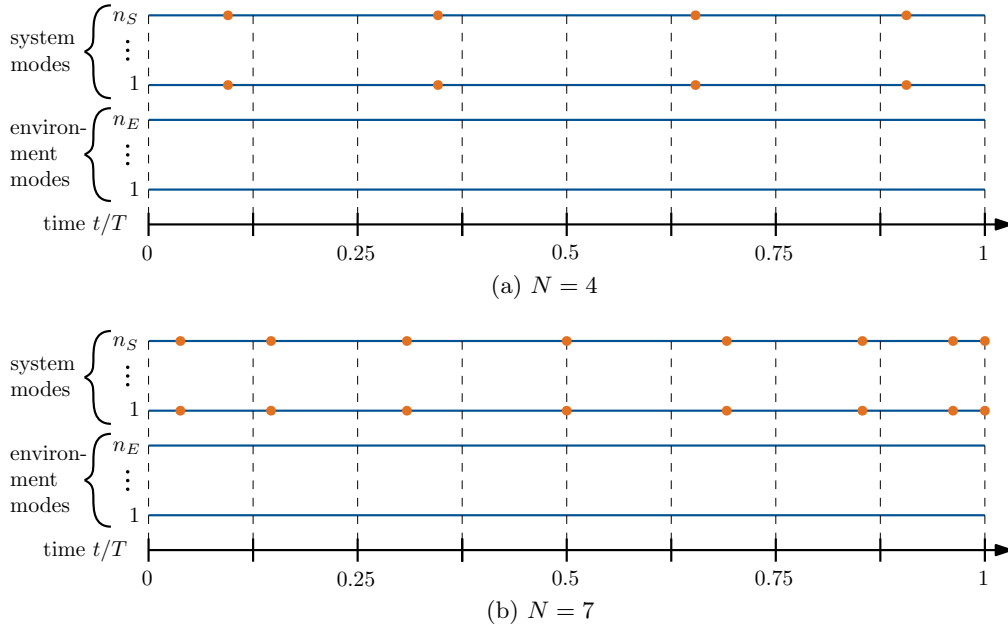 system
modes
n_S
⋮
1
environ-
ment
modes
n_E
⋮
1
time t/T
0 0.25 0.5 0.75 1
(a) N = 4
system
modes
n_S
⋮
1
environ-
ment
modes
n_E
⋮
1
time t/T
0 0.25 0.5 0.75 1
(b) N = 7